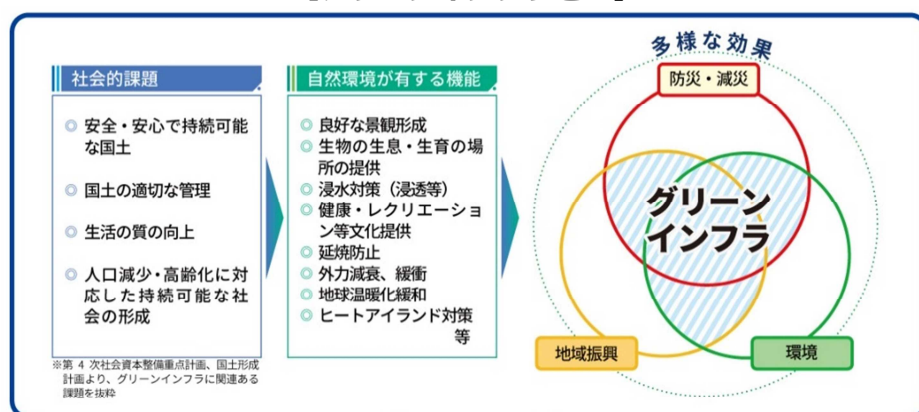 社会的課題
◎ 安全・安心で持続可能
な国土
◎ 国土の適切な管理
◎ 生活の質の向上
◎ 人口減少・高齢化に対
応した持続可能な社
会の形成
※第 4 次社会資本整備重点計画、国土形成
計画より、グリーンインフラに関連ある
課題を抜粋
自然環境が有する機能
◎ 良好な景観形成
◎ 生物の生息・生育の場
所の提供
◎ 浸水対策（浸透等）
◎ 健康・レクリエーショ
ン等文化提供
◎ 延焼防止
◎ 外力減衰、緩衝
◎ 地球温暖化緩和
◎ ヒートアイランド対策
等
多様な効果
防災・減災
グリーン
インフラ
地域振興
環境